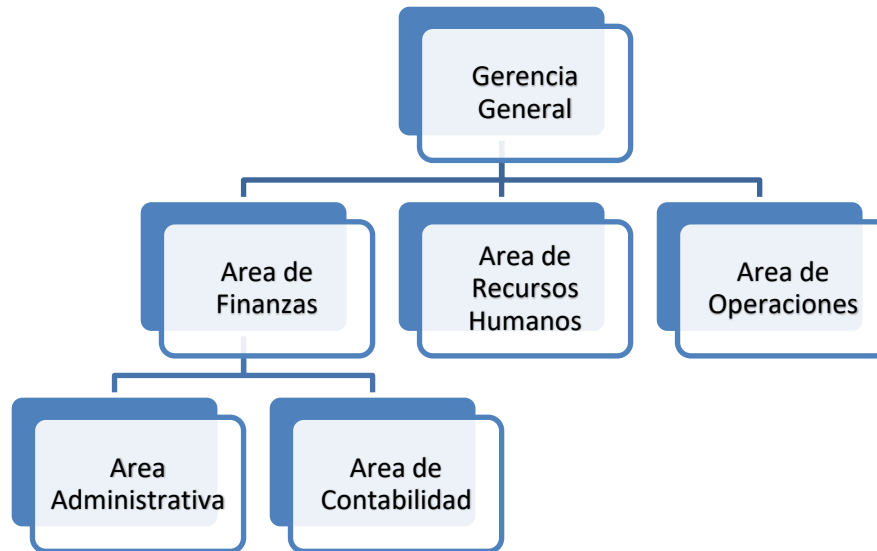 Gerencia
General
Area de
Finanzas
Area de
Recursos
Humanos
Area de
Operaciones
Area
Administrativa
Area de
Contabilidad